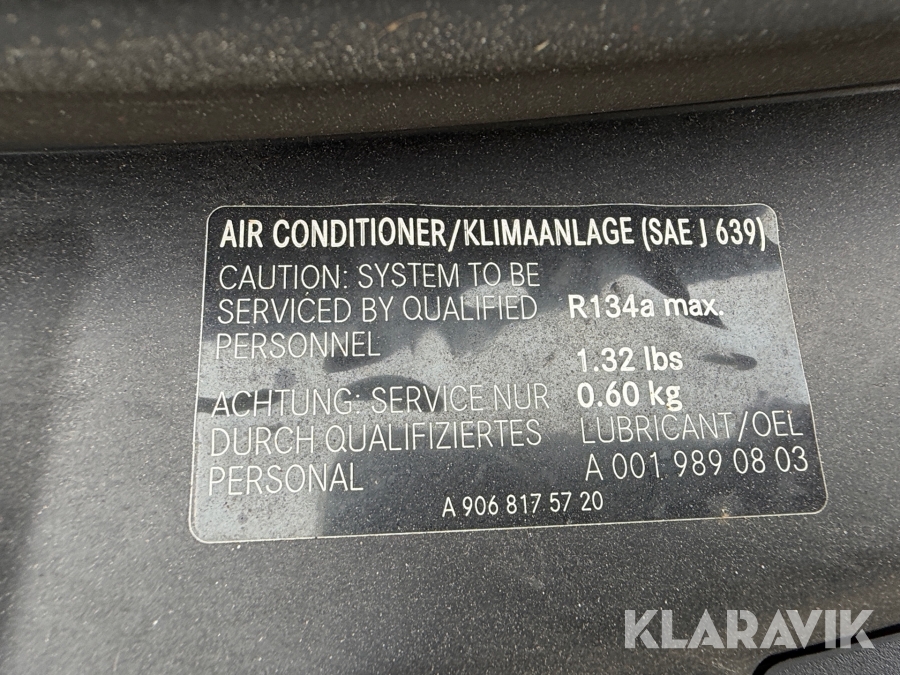 AIR CONDITIONER/KLIMAANLAGE (SAE J 639)
CAUTION: SYSTEM TO BE
SERVICED BY QUALIFIED
PERSONNEL
R134a max.
1.32 lbs
0.60 kg
ACHTUNG: SERVICE NUR
DURCH QUALIFIZIERTES
PERSONAL
LUBRICANT/OEL
A 001 989 08 03
A 906 817 57 20
KLARAVIK